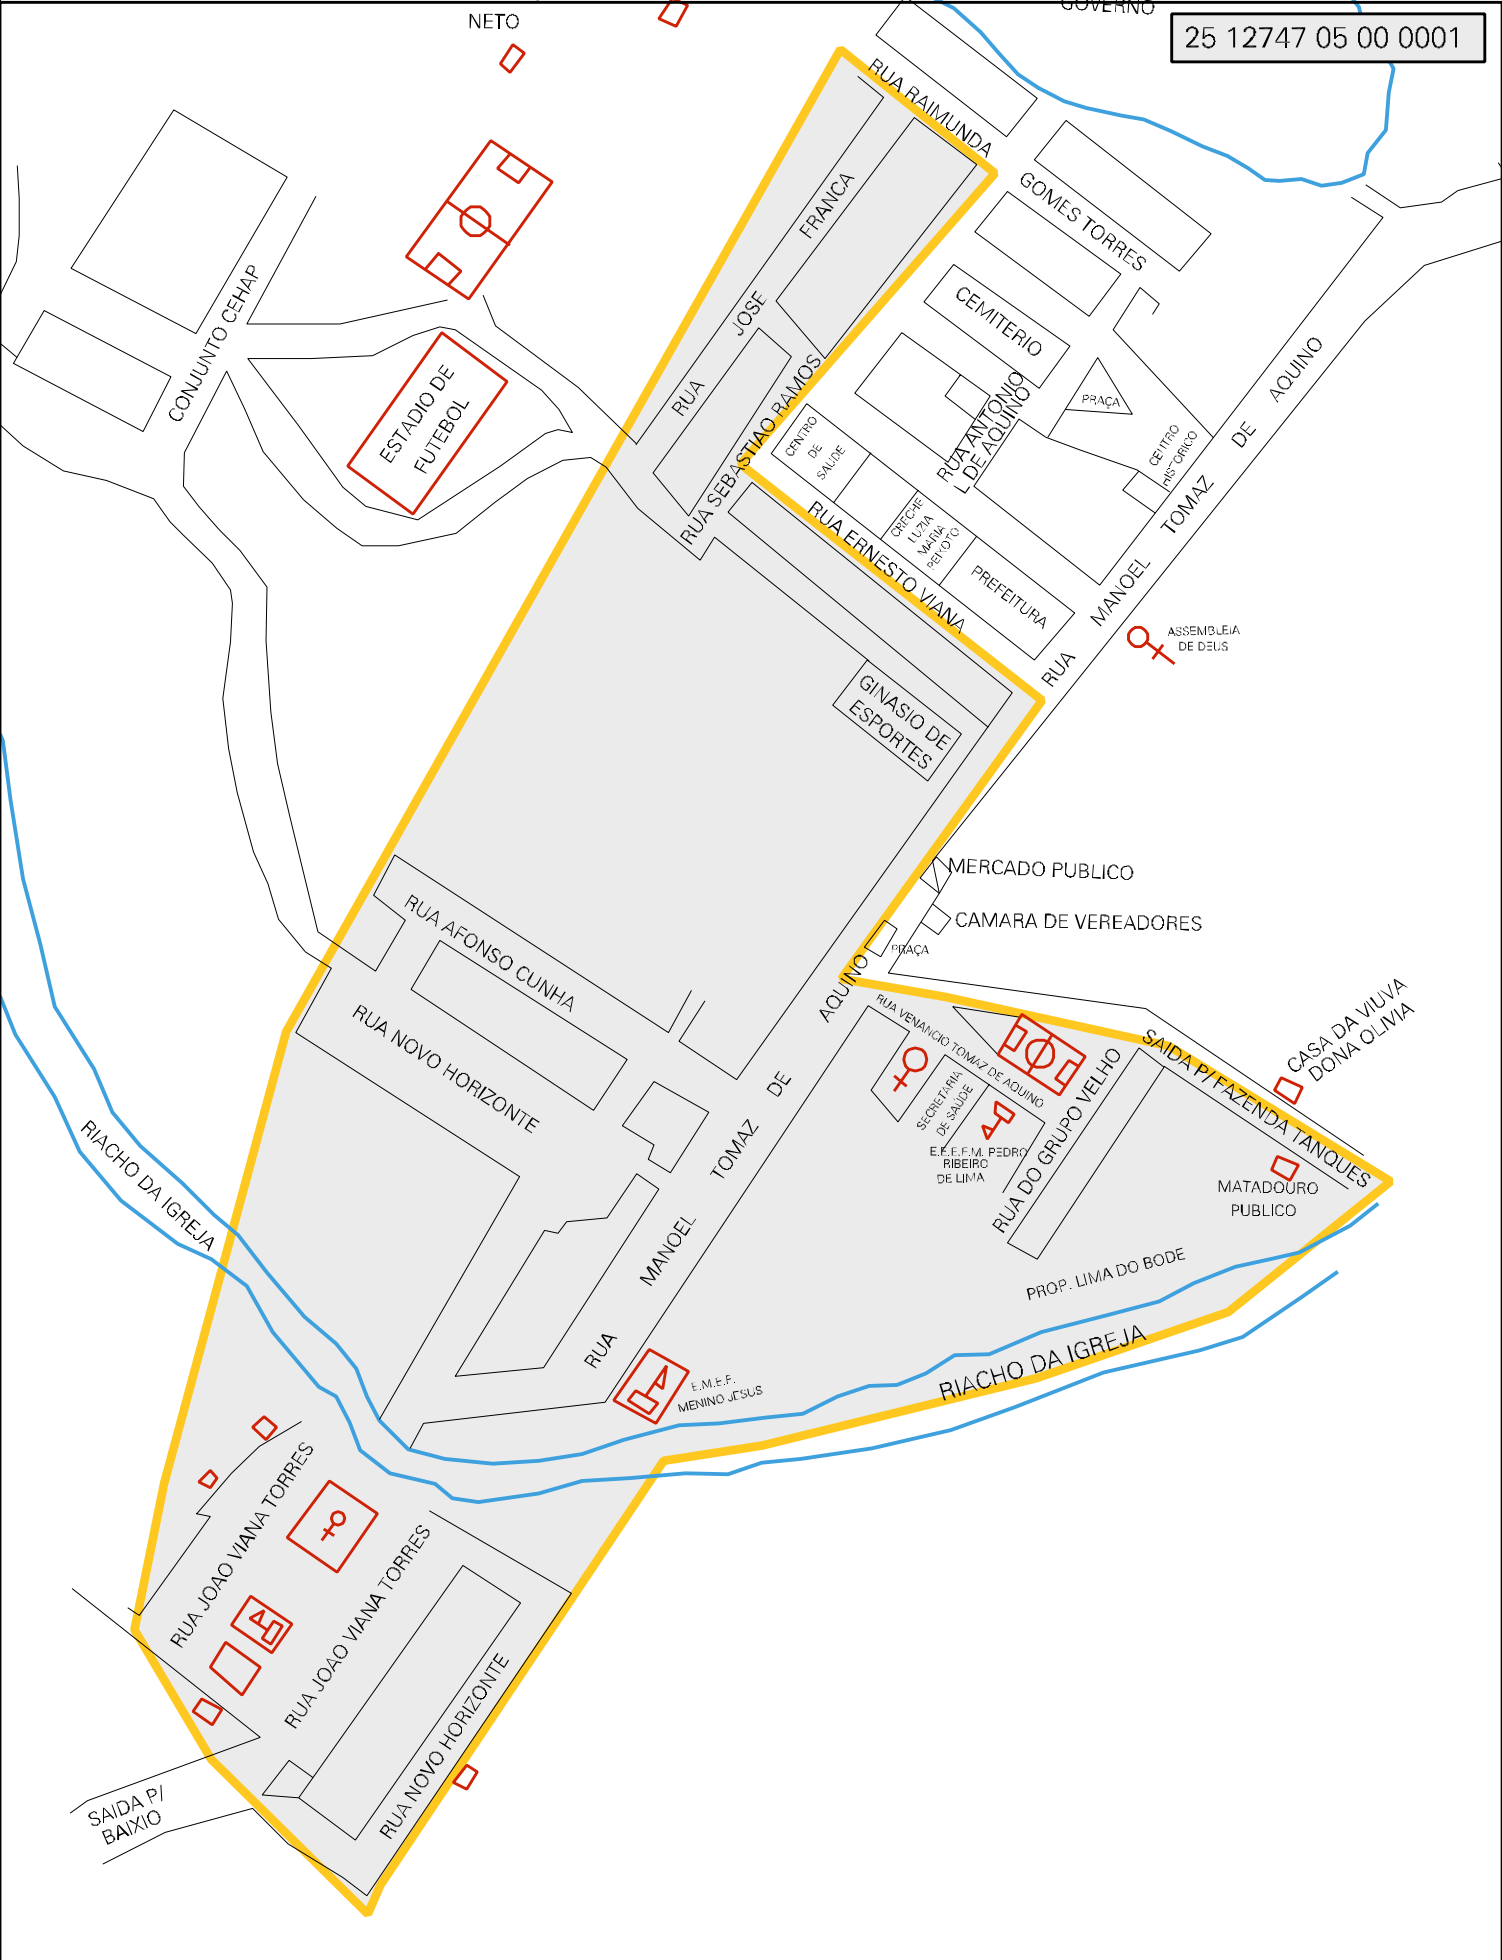 NETO
GOVERNO
25 12747 05 00 0001
RUA RAIMUNDA
GOMES TORRES
FRANCA
JOSE
RUA
CONJUNTO CEHAP
ESTADIO DE
FUTEBOL
CEMITERIO
PRAÇA
RUA ANTONIO
L DE AQUINO
CENTRO
HISTORICO
AQUINO
DE
TOMAZ
MANOEL
RUA
RUA SEBASTIAO RAMOS
CENTRO
DE
SAUDE
CRECHE
LUZIA
MARIA
PEIXOTO
PREFEITURA
RUA ERNESTO VIANA
ASSEMBLEIA
DE DEUS
GINASIO DE
ESPORTES
MERCADO PUBLICO
CAMARA DE VEREADORES
PRAÇA
RUA AFONSO CUNHA
RUA NOVO HORIZONTE
AQUINO
DE
TOMAZ
MANOEL
RUA
RUA VENANCIO TOMAZ DE AQUINO
SECRETARIA
DE SAUDE
E.E.E.F.M. PEDRO
RIBEIRO
DE LIMA
RUA DO GRUPO VELHO
SAIDA P/ FAZENDA TANQUES
CASA DA VIUVA
DONA OLIVIA
MATADOURO
PUBLICO
PROP. LIMA DO BODE
RIACHO DA IGREJA
RIACHO DA IGREJA
E.M.E.F.
MENINO JESUS
RUA JOAO VIANA TORRES
RUA JOAO VIANA TORRES
RUA NOVO HORIZONTE
SAIDA P/
BAIXIO